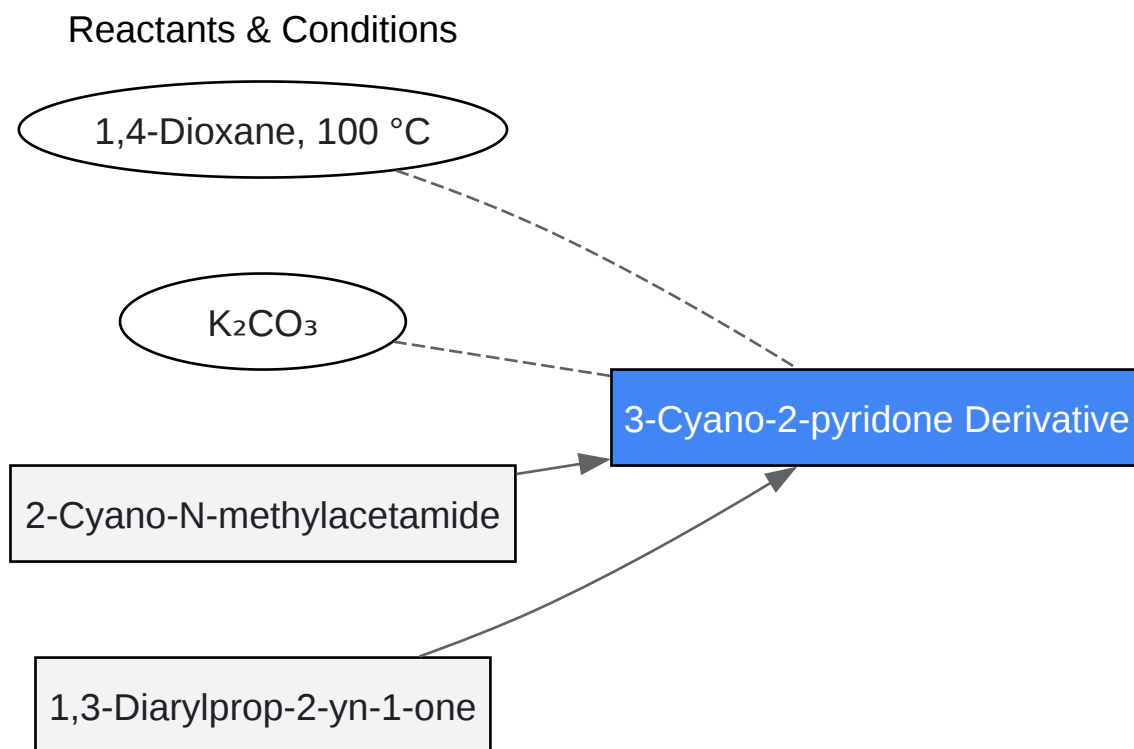 Reactants & Conditions
1,4-Dioxane, 100 °C
K₂CO₃
3-Cyano-2-pyridone Derivative
2-Cyano-N-methylacetamide
1,3-Diarylprop-2-yn-1-one